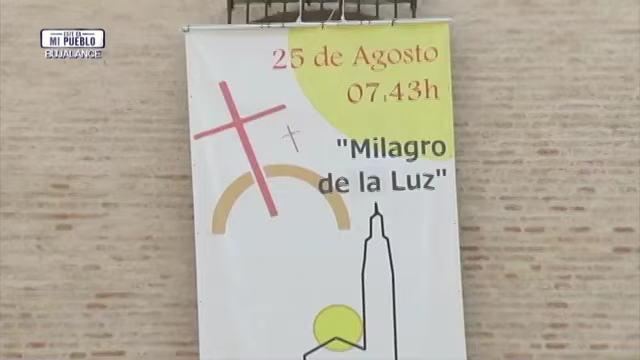 ESTE ES
MI PUEBLO
BUJALANCE
25 de Agosto
07,43h
"Milagro
de la Luz"